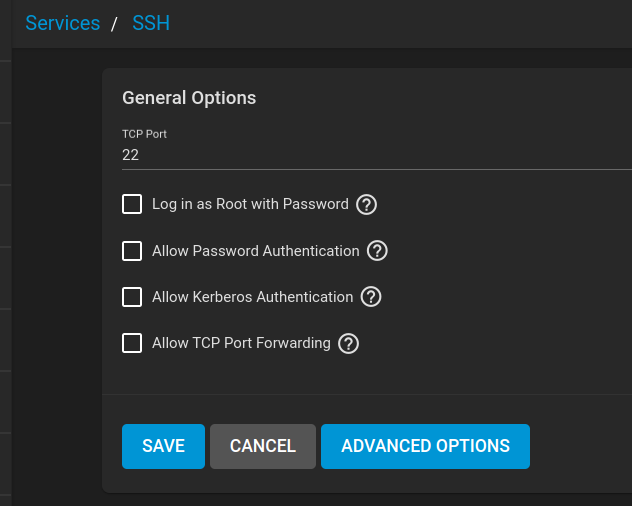 Services / SSH
General Options
TCP Port
22
Log in as Root with Password ?
Allow Password Authentication ?
Allow Kerberos Authentication ?
Allow TCP Port Forwarding ?
SAVE CANCEL ADVANCED OPTIONS